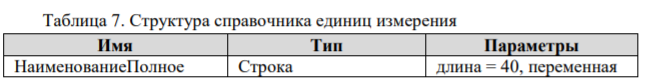 Таблица 7. Структура справочника единиц измерения
Имя Тип Параметры
НаименованиеПолное Строка длина = 40, переменная